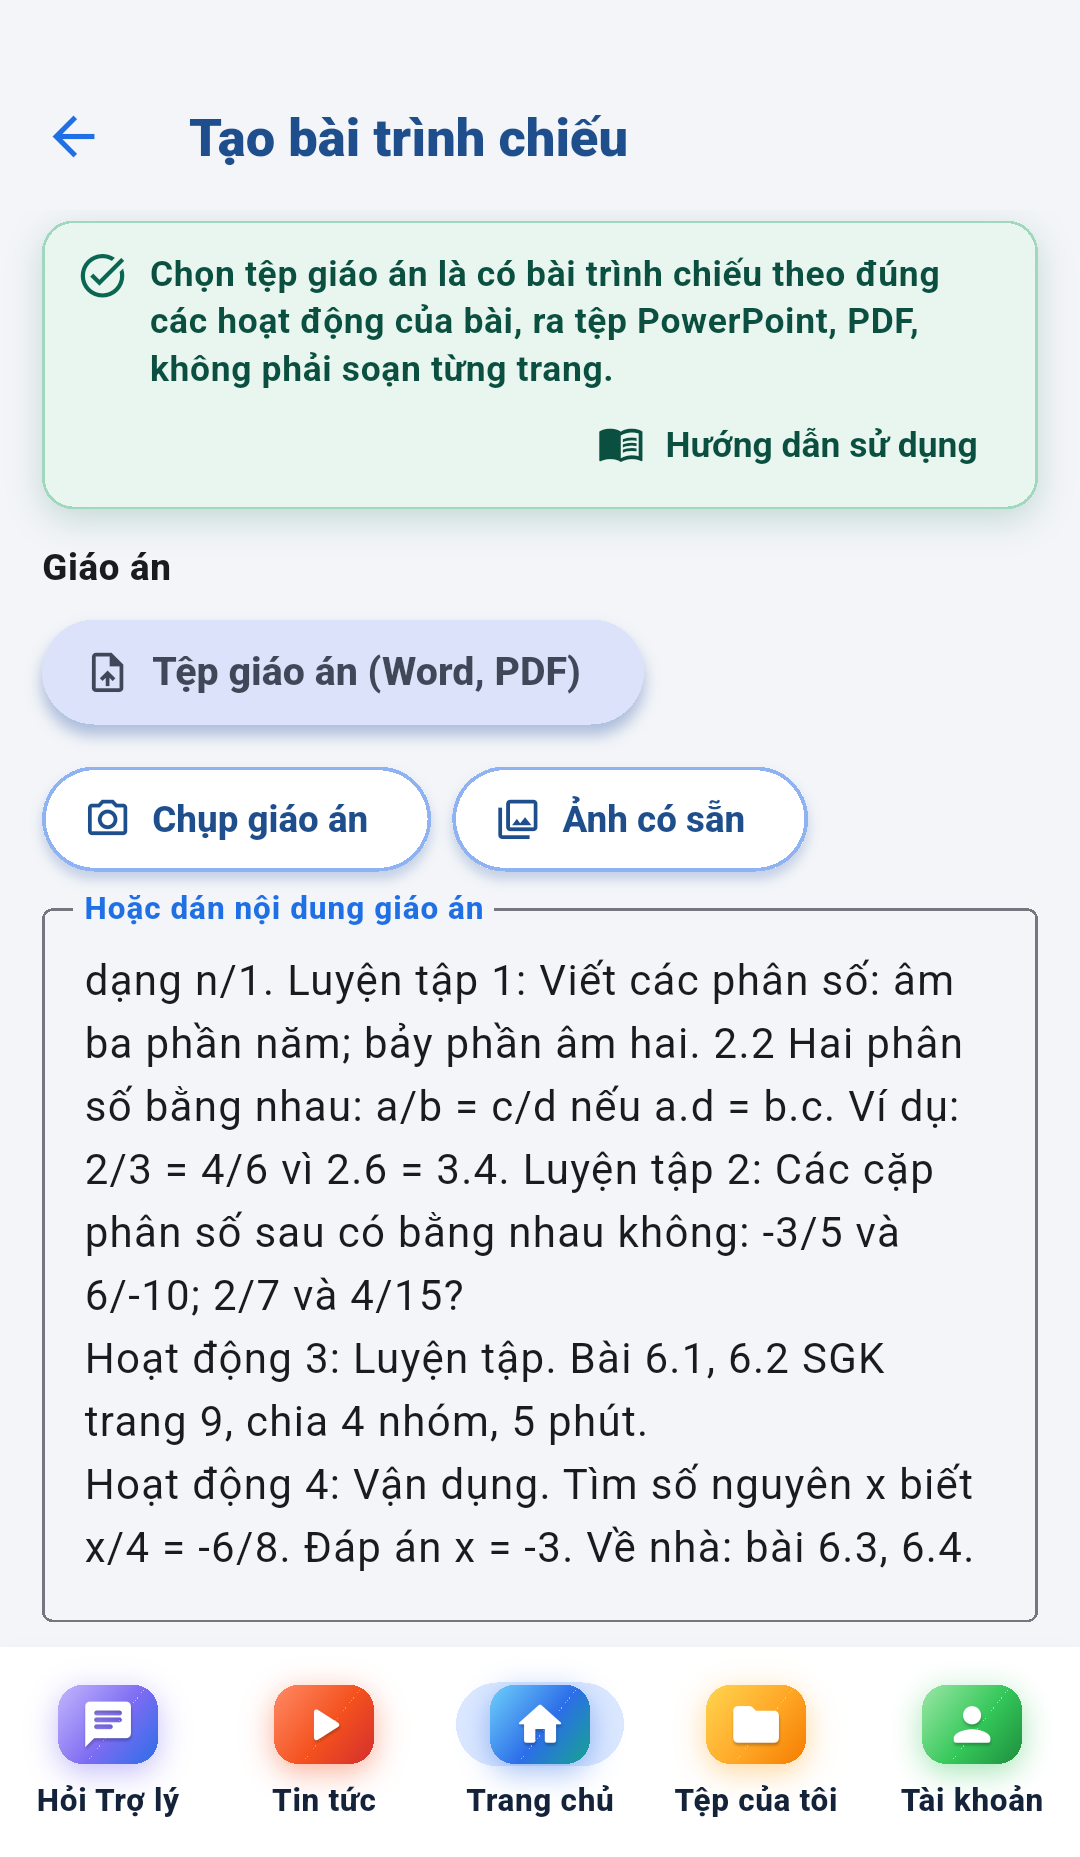 Tạo bài trình chiếu
Chọn tệp giáo án là có bài trình chiếu theo đúng
các hoạt động của bài, ra tệp PowerPoint, PDF,
không phải soạn từng trang.
Hướng dẫn sử dụng
Giáo án
Tệp giáo án (Word, PDF)
Chụp giáo án
Ảnh có sẵn
Hoặc dán nội dung giáo án
dạng n/1. Luyện tập 1: Viết các phân số: âm
ba phần năm; bảy phần âm hai. 2.2 Hai phân
số bằng nhau: a/b = c/d nếu a.d = b.c. Ví dụ:
2/3 = 4/6 vì 2.6 = 3.4. Luyện tập 2: Các cặp
phân số sau có bằng nhau không: -3/5 và
6/-10; 2/7 và 4/15?
Hoạt động 3: Luyện tập. Bài 6.1, 6.2 SGK
trang 9, chia 4 nhóm, 5 phút.
Hoạt động 4: Vận dụng. Tìm số nguyên x biết
x/4 = -6/8. Đáp án x = -3. Về nhà: bài 6.3, 6.4.
Hỏi Trợ lý
Tin tức
Trang chủ
Tệp của tôi
Tài khoản